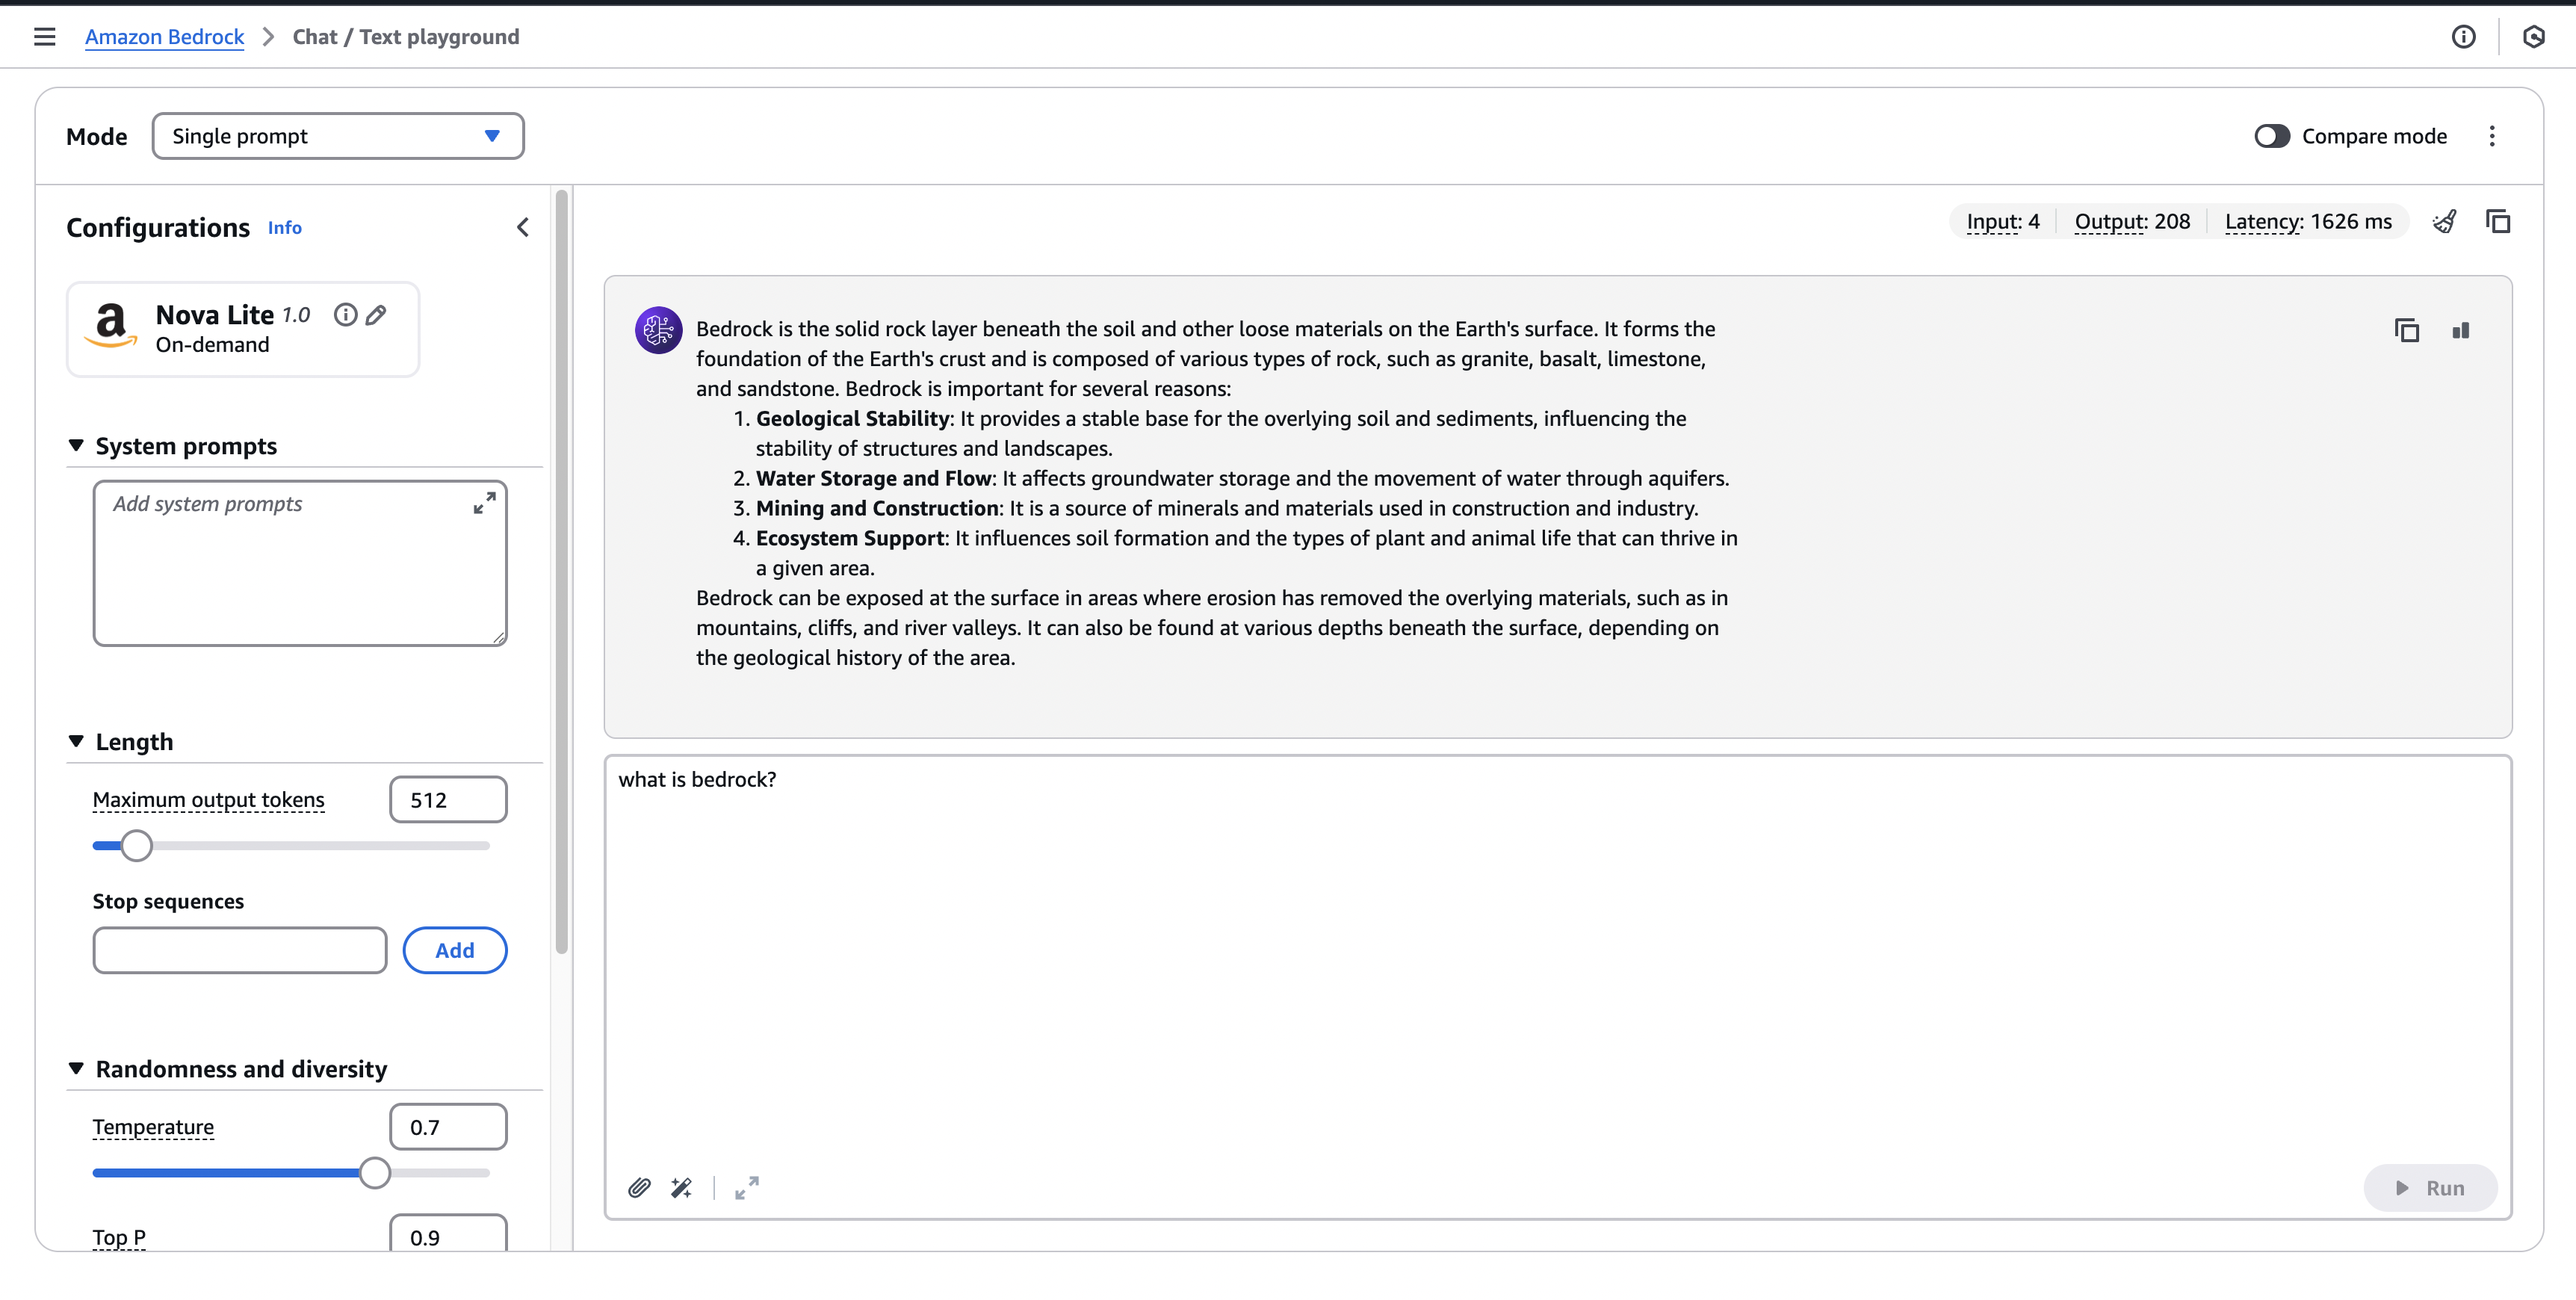 Amazon Bedrock > Chat / Text playground
Mode Single prompt Compare mode
Configurations Info
Input: 4 Output: 208 Latency: 1626 ms
a Nova Lite 1.0
On-demand
System prompts
Add system prompts
Length
Maximum output tokens 512
Stop sequences
Add
Randomness and diversity
Temperature 0.7
Top P 0.9
Bedrock is the solid rock layer beneath the soil and other loose materials on the Earth's surface. It forms the
foundation of the Earth's crust and is composed of various types of rock, such as granite, basalt, limestone,
and sandstone. Bedrock is important for several reasons:
1. Geological Stability: It provides a stable base for the overlying soil and sediments, influencing the
stability of structures and landscapes.
2. Water Storage and Flow: It affects groundwater storage and the movement of water through aquifers.
3. Mining and Construction: It is a source of minerals and materials used in construction and industry.
4. Ecosystem Support: It influences soil formation and the types of plant and animal life that can thrive in
a given area.
Bedrock can be exposed at the surface in areas where erosion has removed the overlying materials, such as in
mountains, cliffs, and river valleys. It can also be found at various depths beneath the surface, depending on
the geological history of the area.
what is bedrock?
Run